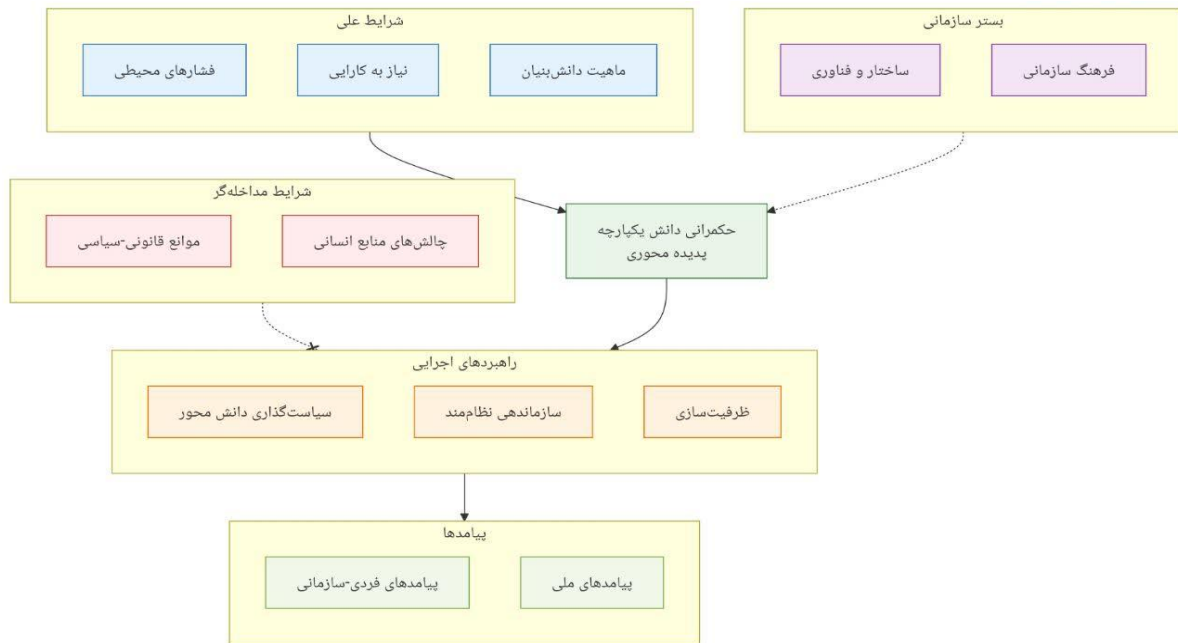 بستر سازمانی
فرهنگ سازمانی
ساختار و فناوری
شرایط علی
ماهیت دانش‌بنیان
نیاز به کارایی
فشارهای محیطی
شرایط مداخله‌گر
چالش‌های منابع انسانی
موانع قانونی-سیاسی
حکمرانی دانش یکپارچه
پدیده محوری
راهبردهای اجرایی
ظرفیت‌سازی
سازماندهی نظام‌مند
سیاست‌گذاری دانش محور
پیامدها
پیامدهای ملی
پیامدهای فردی-سازمانی